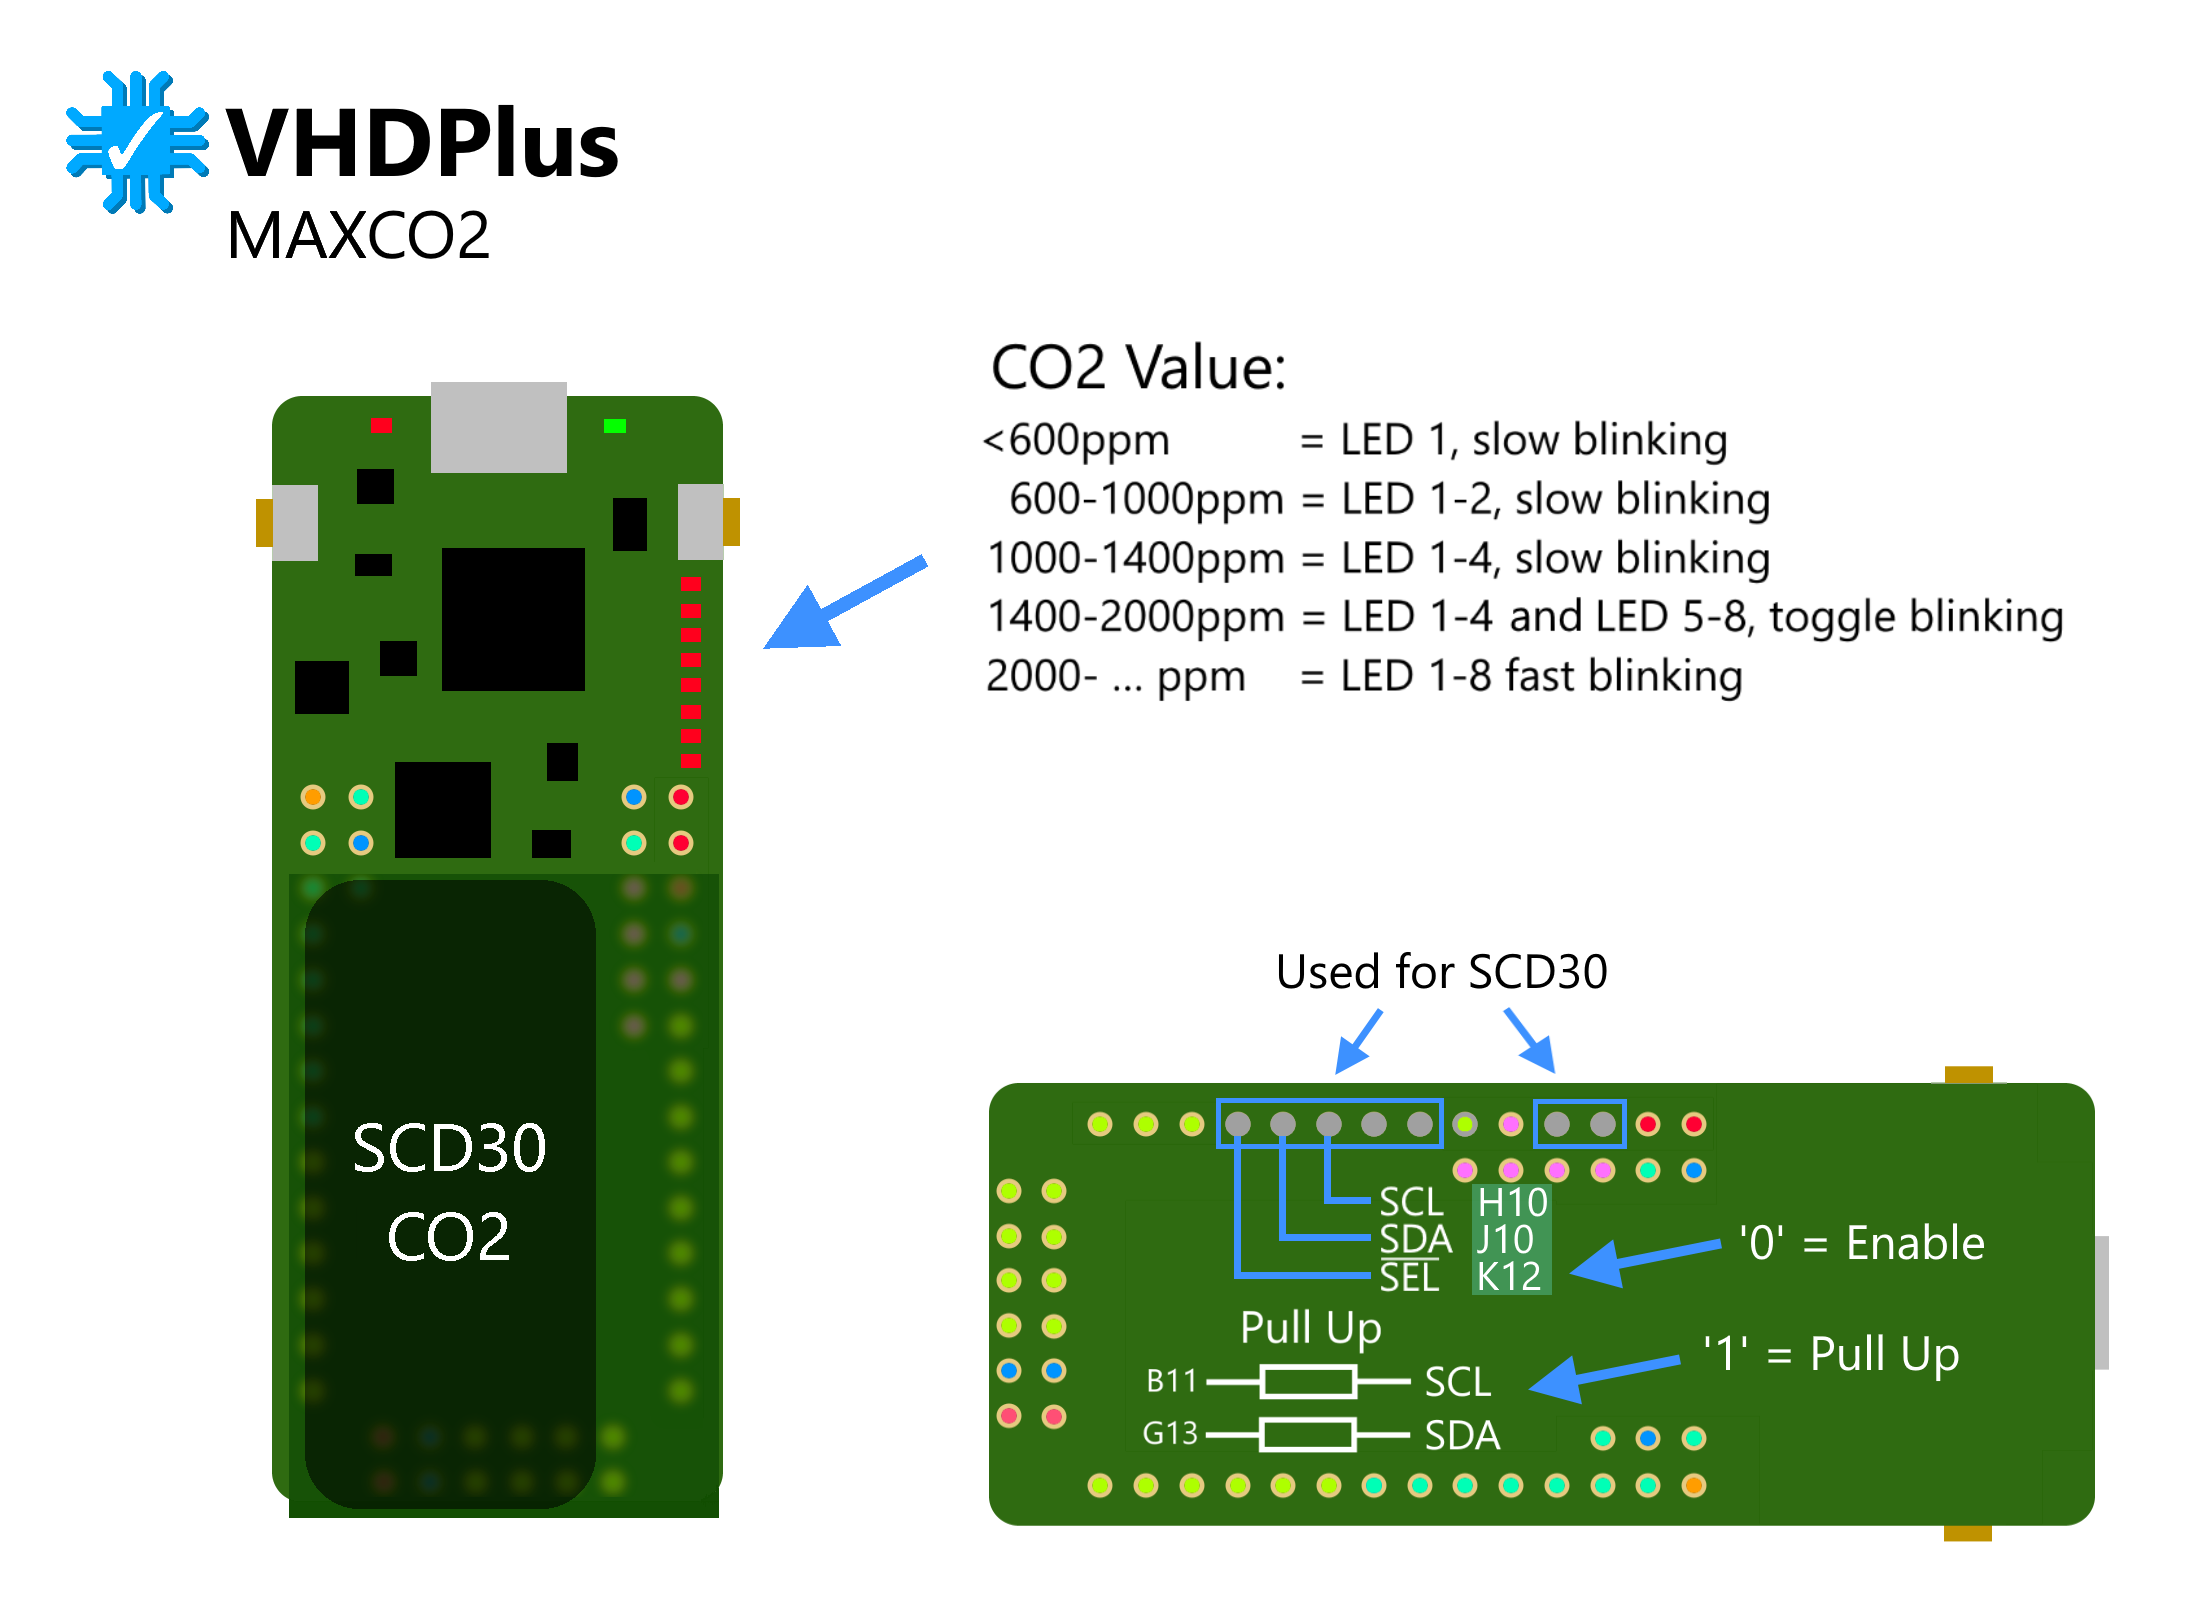 VHDPlus
MAXCO2
CO2 Value:
<600ppm = LED 1, slow blinking
600-1000ppm = LED 1-2, slow blinking
1000-1400ppm = LED 1-4, slow blinking
1400-2000ppm = LED 1-4 and LED 5-8, toggle blinking
2000- ... ppm = LED 1-8 fast blinking
SCD30
CO2
Used for SCD30
SCL H10
SDA J10
SEL K12
'0' = Enable
Pull Up
B11 SCL
G13 SDA
'1' = Pull Up